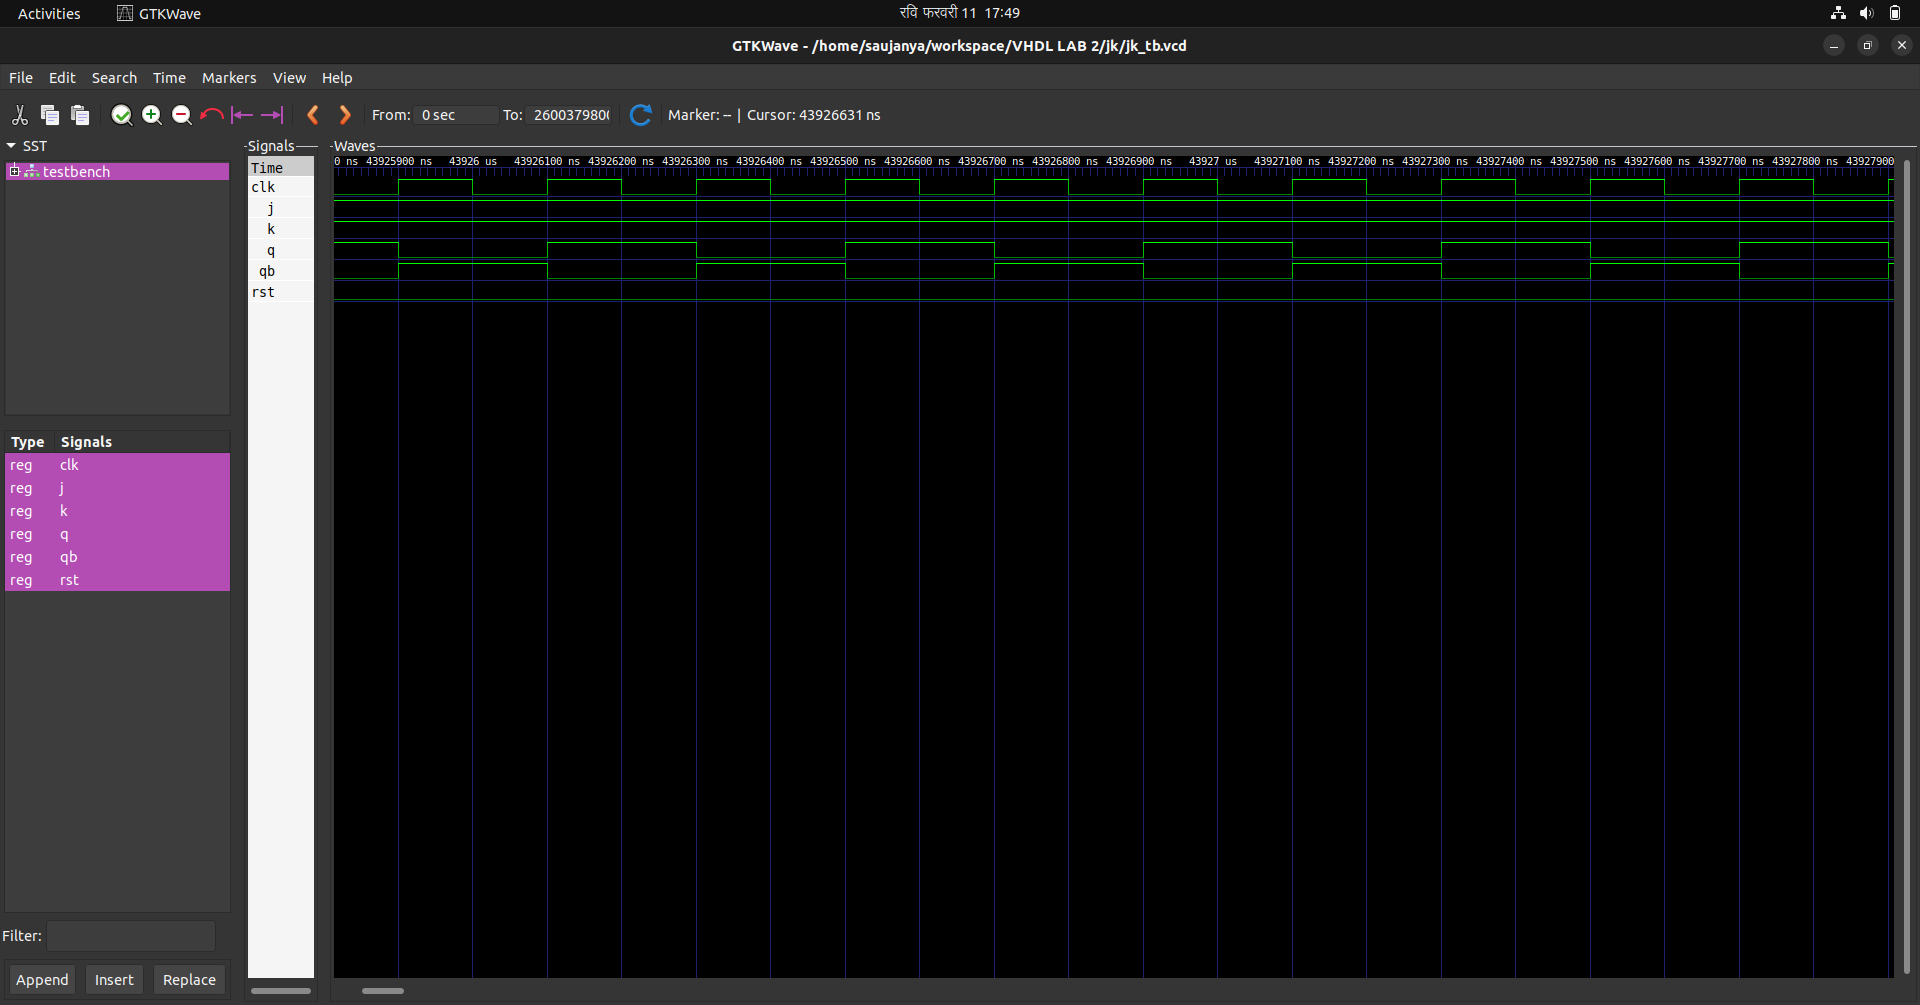 Activities GTKWave रवि फरवरी 11 17:49
GTKWave - /home/saujanya/workspace/VHDL LAB 2/jk/jk_tb.vcd
File Edit Search Time Markers View Help
From: 0 sec To: 2600379800 Marker: -- | Cursor: 43926631 ns
SST
testbench
Type Signals
reg clk
reg j
reg k
reg q
reg qb
reg rst
Filter:
Append Insert Replace
Signals
Time
clk
j
k
q
qb
rst
Waves
0 ns 43925900 ns 43926 us 43926100 ns 43926200 ns 43926300 ns 43926400 ns 43926500 ns 43926600 ns 43926700 ns 43926800 ns 43926900 ns 43927 us 43927100 ns 43927200 ns 43927300 ns 43927400 ns 43927500 ns 43927600 ns 43927700 ns 43927800 ns 43927900